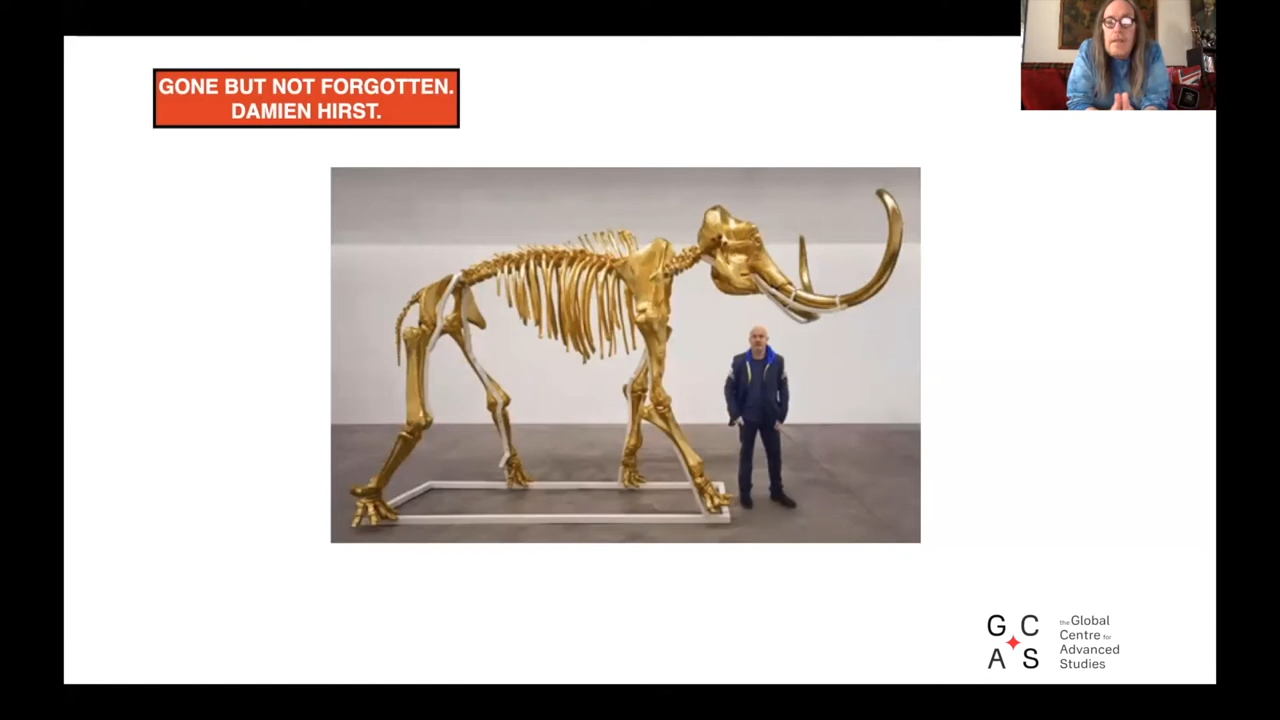 GONE BUT NOT FORGOTTEN.
DAMIEN HIRST.
G C
A S
the Global
Centre for
Advanced
Studies